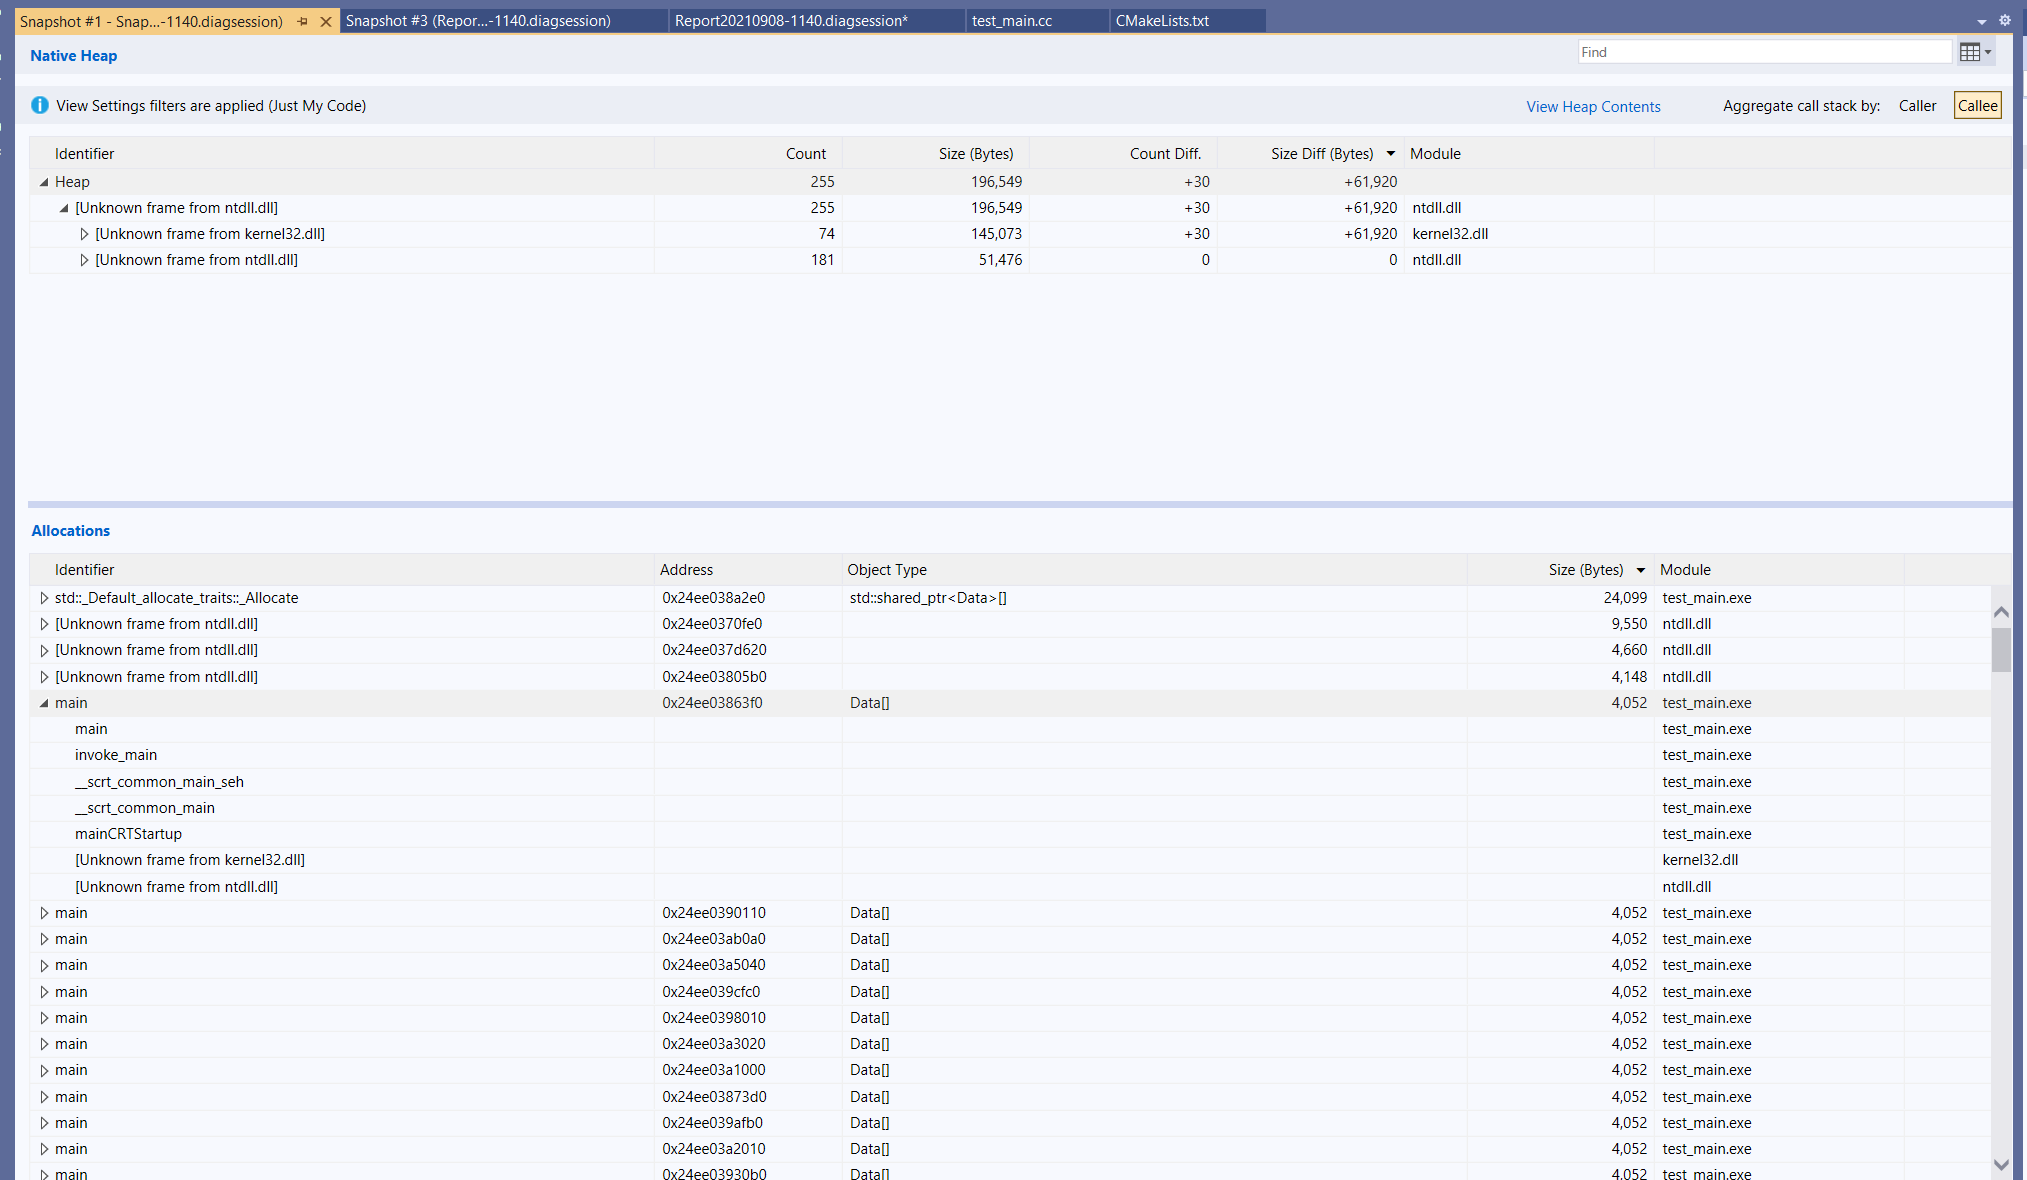 Snapshot #1 - Snap...-1140.diagsession) Snapshot #3 (Repor...-1140.diagsession) Report20210908-1140.diagsession* test_main.cc CMakeLists.txt
Native Heap Find
View Settings filters are applied (Just My Code) View Heap Contents Aggregate call stack by: Caller Callee
Identifier Count Size (Bytes) Count Diff. Size Diff (Bytes) Module
Heap 255 196,549 +30 +61,920
[Unknown frame from ntdll.dll] 255 196,549 +30 +61,920 ntdll.dll
[Unknown frame from kernel32.dll] 74 145,073 +30 +61,920 kernel32.dll
[Unknown frame from ntdll.dll] 181 51,476 0 0 ntdll.dll
Allocations
Identifier Address Object Type Size (Bytes) Module
std::_Default_allocate_traits::_Allocate 0x24ee038a2e0 std::shared_ptr<Data>[] 24,099 test_main.exe
[Unknown frame from ntdll.dll] 0x24ee0370fe0 9,550 ntdll.dll
[Unknown frame from ntdll.dll] 0x24ee037d620 4,660 ntdll.dll
[Unknown frame from ntdll.dll] 0x24ee03805b0 4,148 ntdll.dll
main 0x24ee03863f0 Data[] 4,052 test_main.exe
main test_main.exe
invoke_main test_main.exe
__scrt_common_main_seh test_main.exe
__scrt_common_main test_main.exe
mainCRTStartup test_main.exe
[Unknown frame from kernel32.dll] kernel32.dll
[Unknown frame from ntdll.dll] ntdll.dll
main 0x24ee0390110 Data[] 4,052 test_main.exe
main 0x24ee03ab0a0 Data[] 4,052 test_main.exe
main 0x24ee03a5040 Data[] 4,052 test_main.exe
main 0x24ee039cfc0 Data[] 4,052 test_main.exe
main 0x24ee0398010 Data[] 4,052 test_main.exe
main 0x24ee03a3020 Data[] 4,052 test_main.exe
main 0x24ee03a1000 Data[] 4,052 test_main.exe
main 0x24ee03873d0 Data[] 4,052 test_main.exe
main 0x24ee039afb0 Data[] 4,052 test_main.exe
main 0x24ee03a2010 Data[] 4,052 test_main.exe
main 0x24ee03930b0 Data[] 4,052 test_main.exe